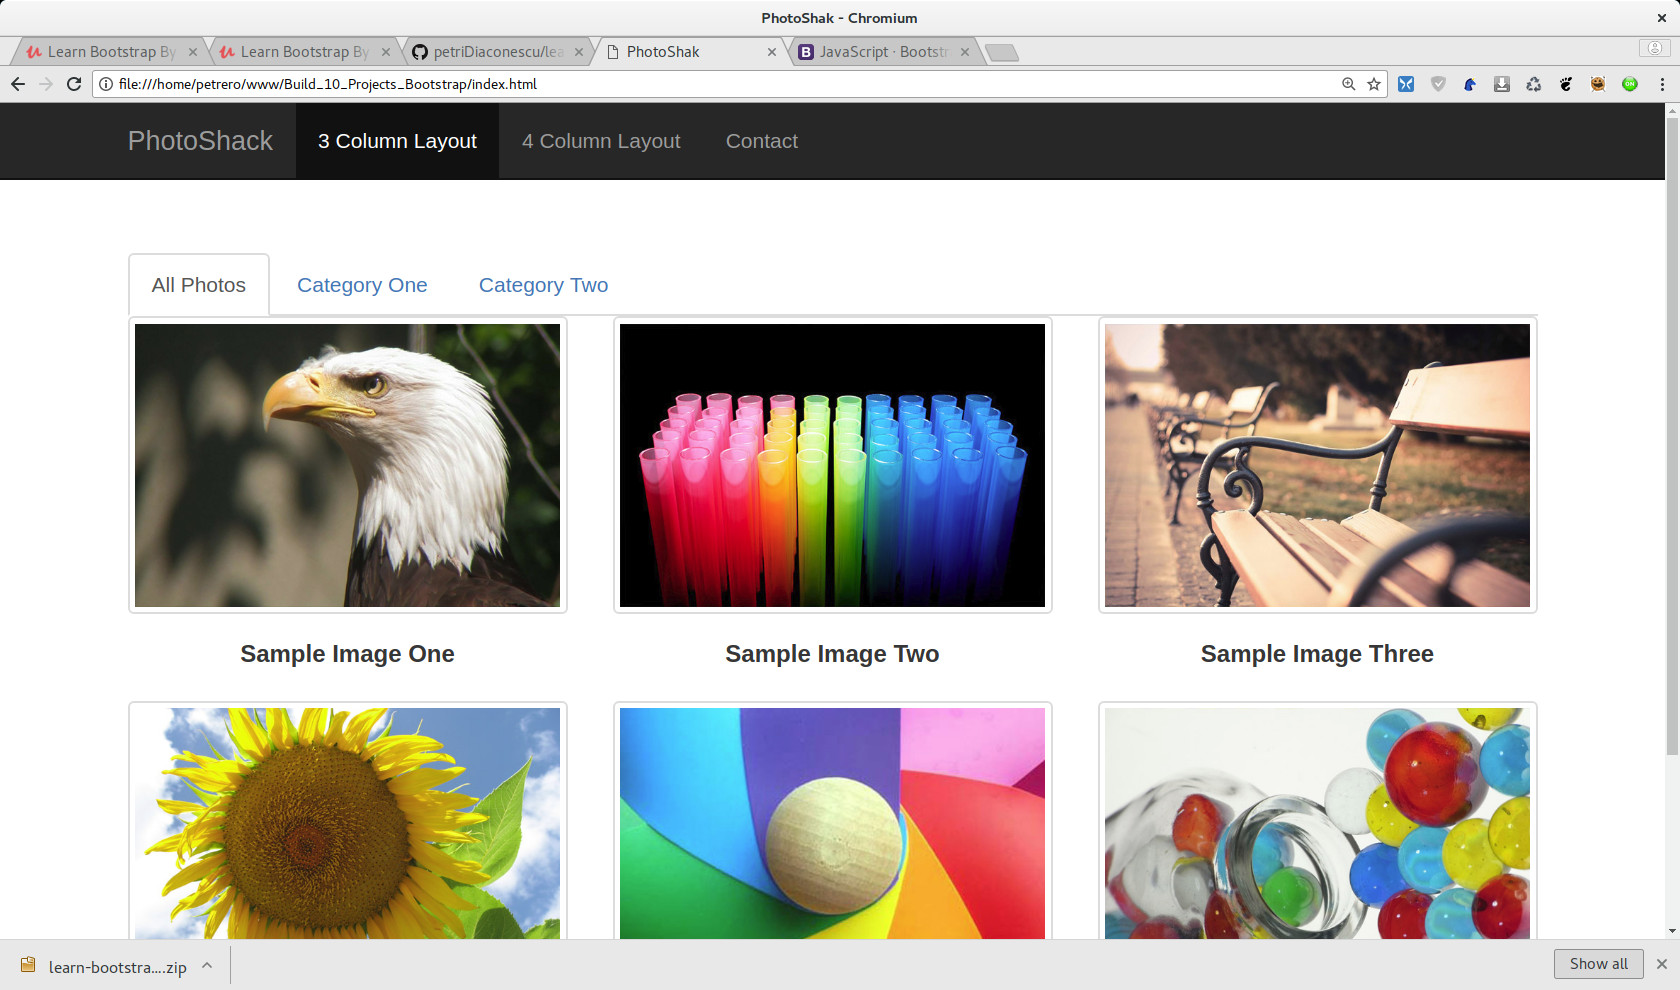 PhotoShak - Chromium
Learn Bootstrap By
Learn Bootstrap By
petriDiaconescu/lea
PhotoShak
JavaScript · Bootstr
file:///home/petrero/www/Build_10_Projects_Bootstrap/index.html
PhotoShack
3 Column Layout
4 Column Layout
Contact
All Photos
Category One
Category Two
Sample Image One
Sample Image Two
Sample Image Three
learn-bootstra....zip
Show all